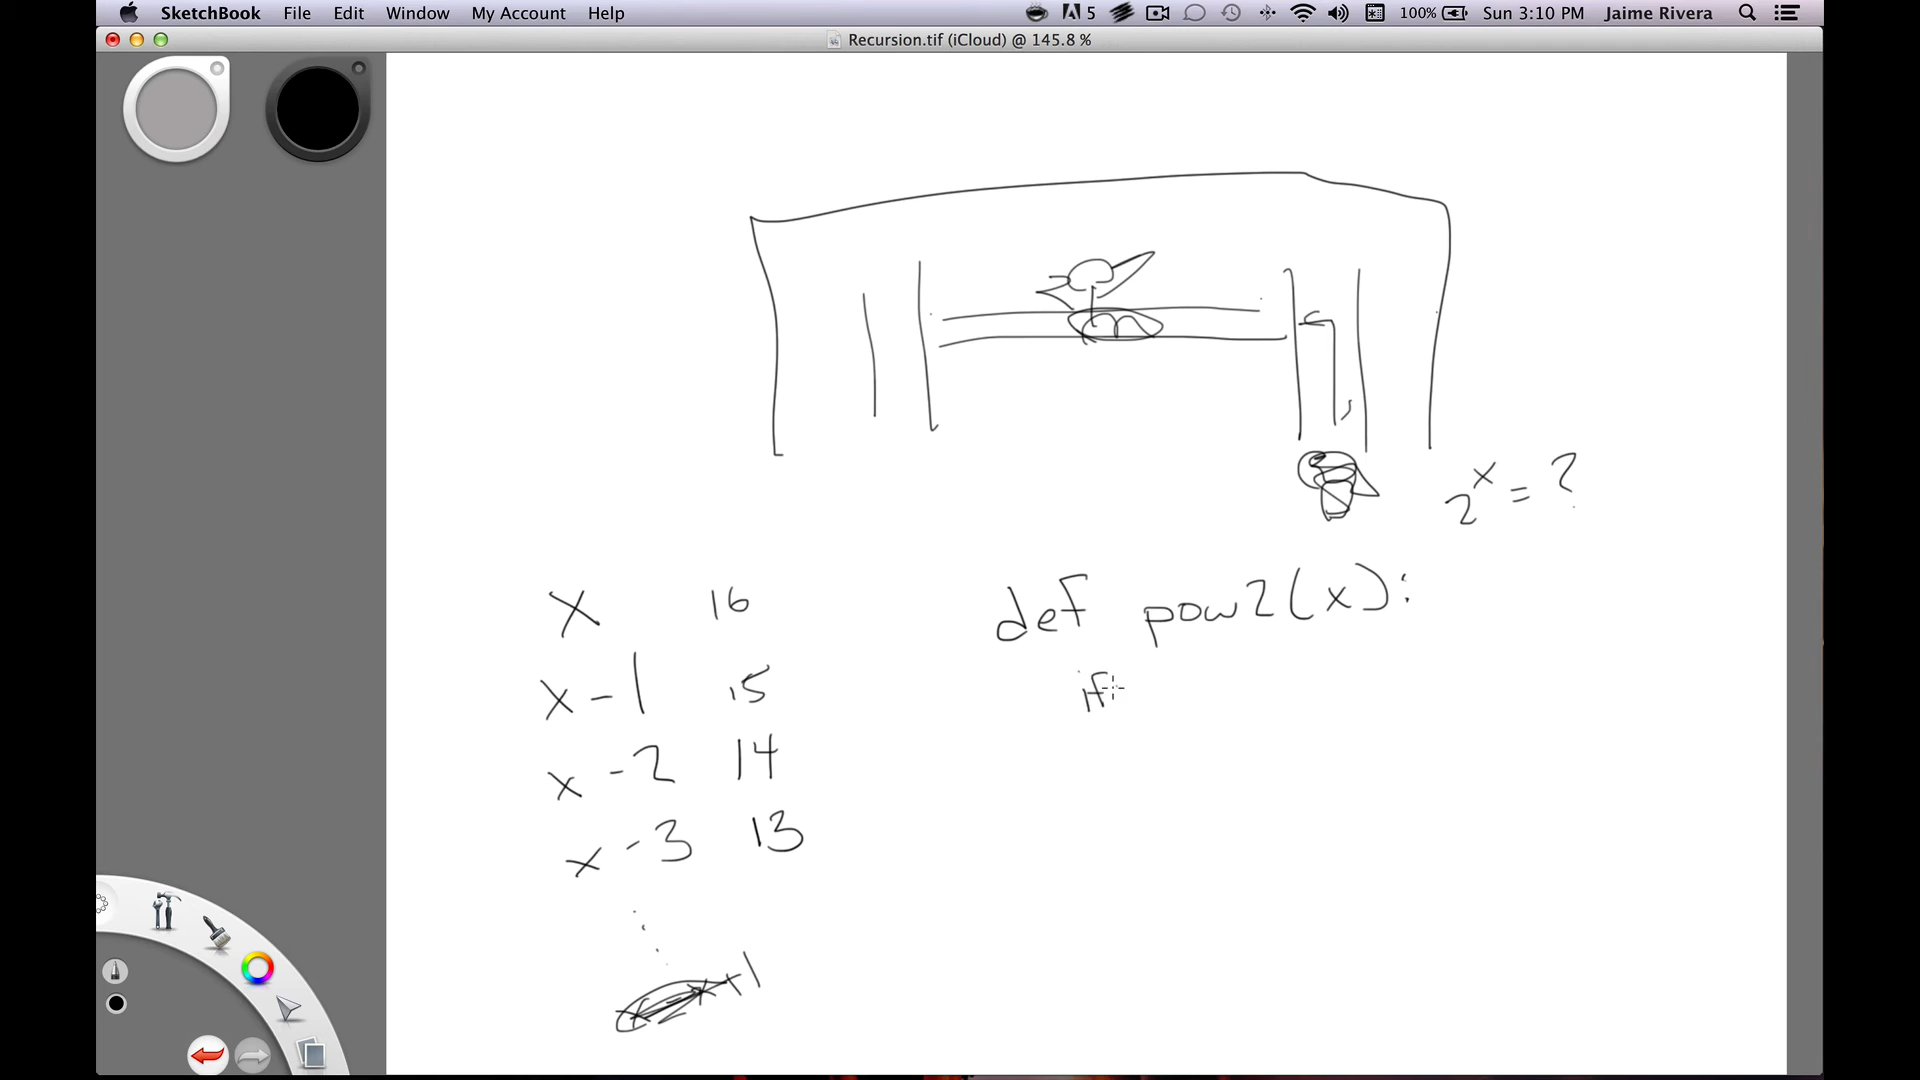 SketchBook File Edit Window My Account Help 5 100% Sun 3:10 PM Jaime Rivera
Recursion.tif (iCloud) @ 145.8 %
2^x = ?
x 16
x - 1 15
x - 2 14
x - 3 13
def pow2(x):
if